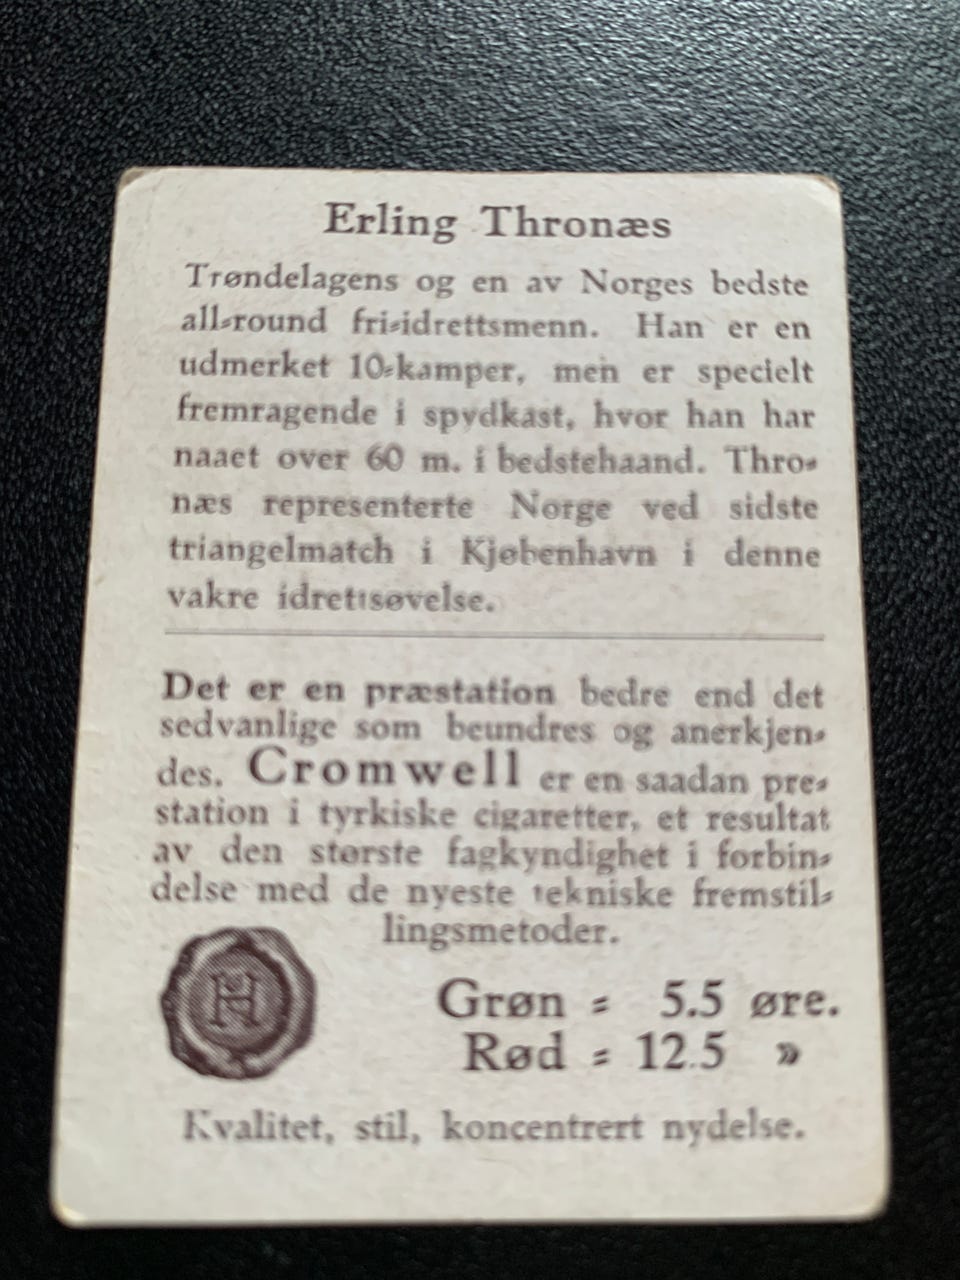 Erling Thronæs
Trøndelagens og en av Norges bedste
all-round fri-idrettsmenn. Han er en
udmerket 10-kamper, men er specielt
fremragende i spydkast, hvor han har
naaet over 60 m. i bedstehaand. Thro-
næs representerte Norge ved sidste
triangelmatch i Kjøbenhavn i denne
vakre idrettsøvelse.
Det er en præstation bedre end det
sedvanlige som beundres og anerkjen-
des. Cromwell er en saadan pre-
station i tyrkiske cigaretter, et resultat
av den største fagkyndighet i forbin-
delse med de nyeste tekniske fremstil-
lingsmetoder.
H
Grøn = 5.5 øre.
Rød = 12.5 »
Kvalitet, stil, koncentrert nydelse.